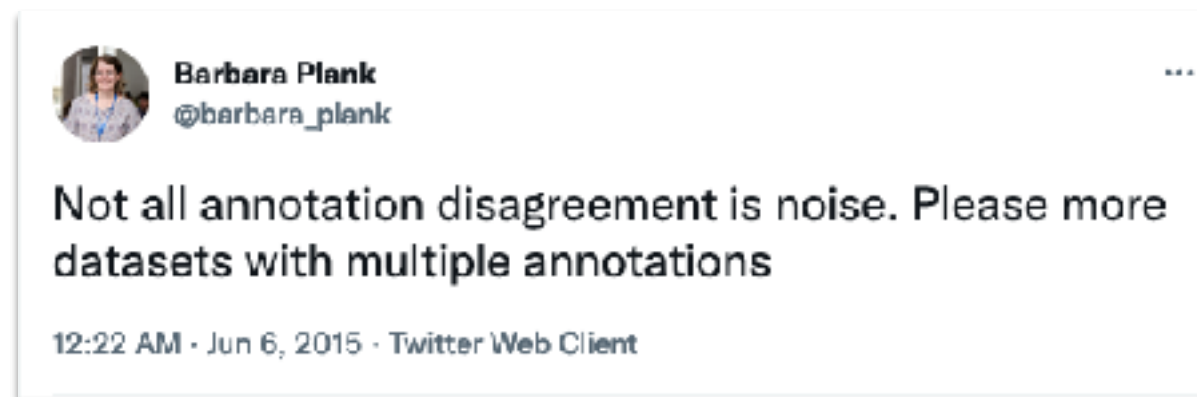 Barbara Plank
@barbara_plank
...
Not all annotation disagreement is noise. Please more
datasets with multiple annotations
12:22 AM · Jun 6, 2015 · Twitter Web Client